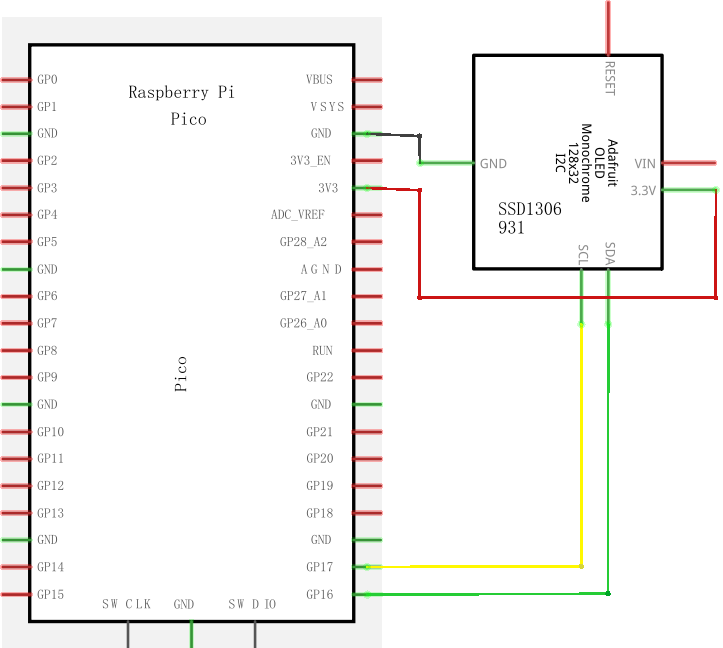 Raspberry Pi
Pico
GP0
GP1
GND
GP2
GP3
GP4
GP5
GND
GP6
GP7
GP8
GP9
GND
GP10
GP11
GP12
GP13
GND
GP14
GP15
VBUS
VSYS
GND
3V3_EN
3V3
ADC_VREF
GP28_A2
AGND
GP27_A1
GP26_A0
RUN
GP22
GND
GP21
GP20
GP19
GP18
GND
GP17
GP16
Pico
SWCLK
GND
SWDIO
RESET
GND
VIN
3.3V
Adafruit
OLED
Monochrome
128x32
I2C
SSD1306
931
SCL
SDA